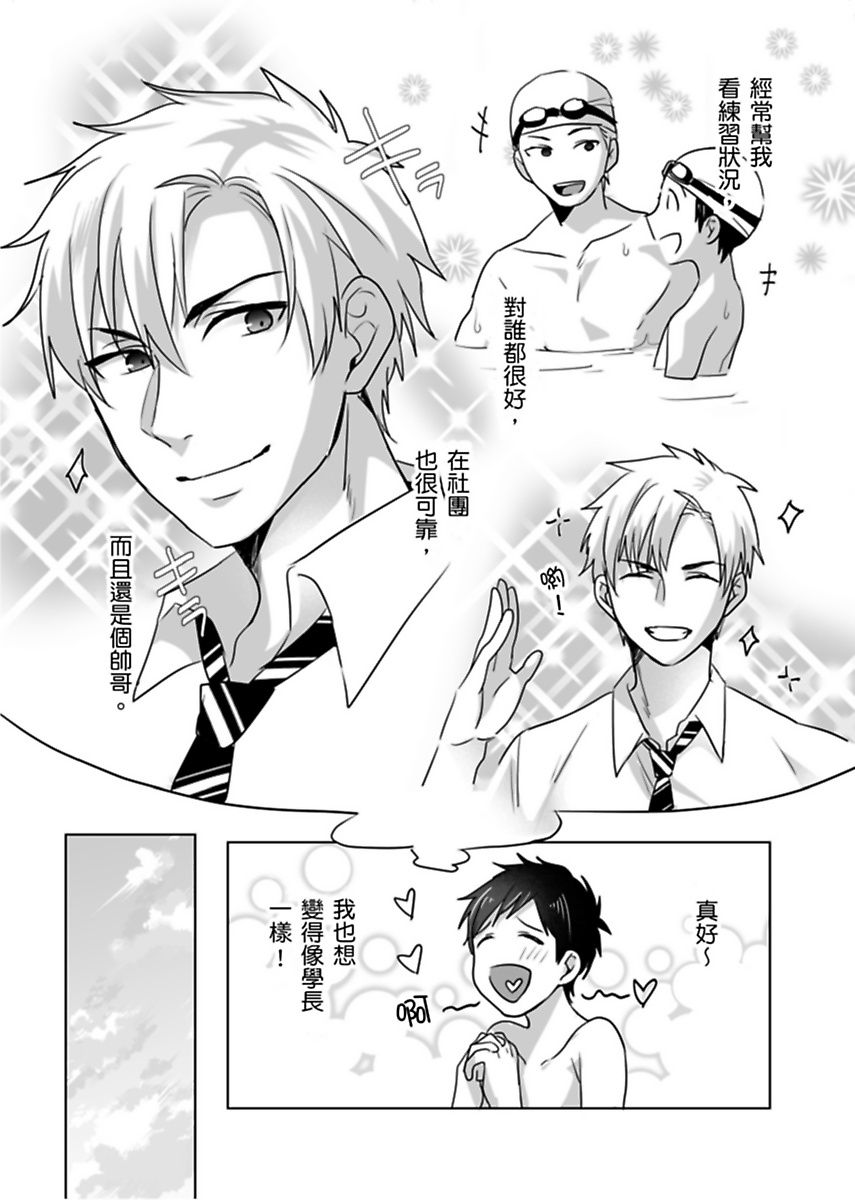 經常幫我
看練習狀況，
對誰都很好，
キラ
在社團
也很可靠，
喲！
キラ
而且還是個帥哥。
真好～
啊
我也想
變得像學長
一樣！